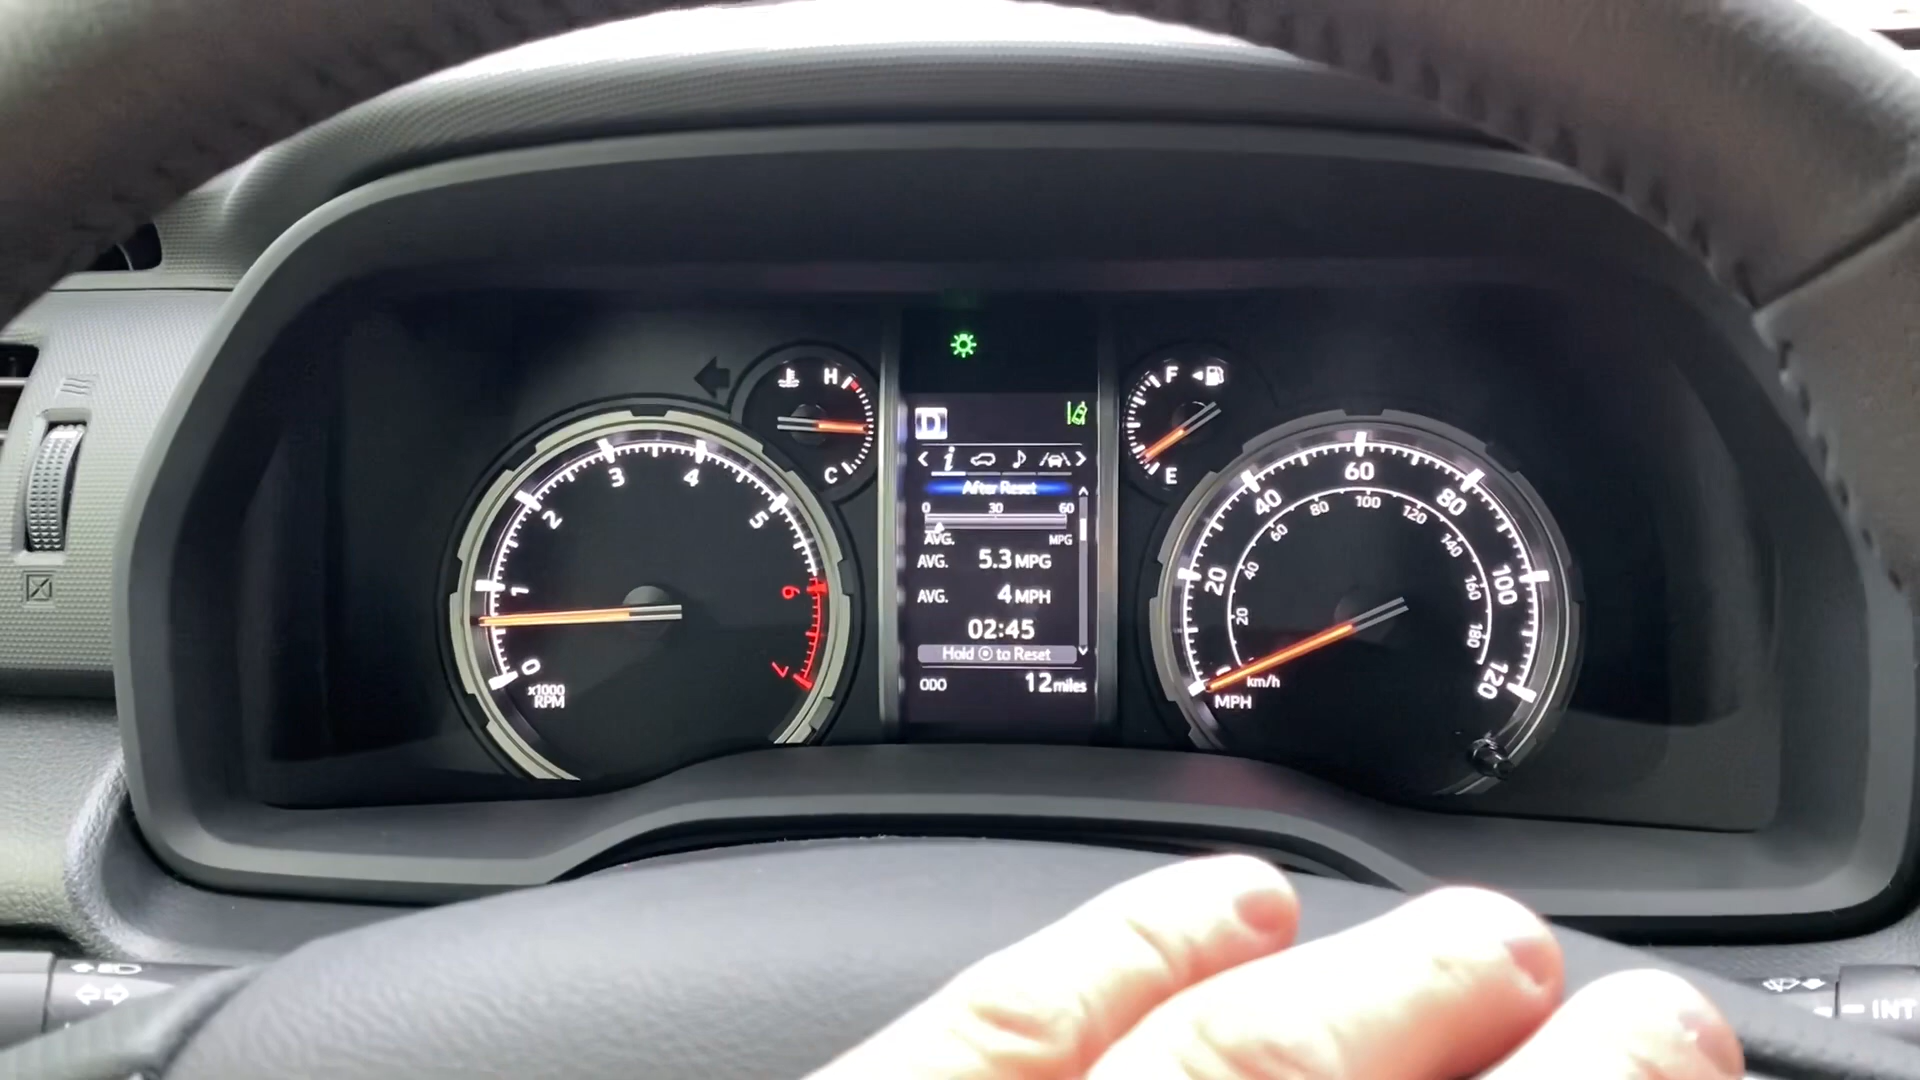 H
C
0
1
2
3
4
5
6
7
x1000
RPM
D
i
After Reset
0 30 60
AVG. MPG
AVG. 5.3 MPG
AVG. 4 MPH
02:45
Hold to Reset
ODO 12 miles
F
E
20
40
60
80
100
120
20
40
60
80
100
120
140
160
180
km/h
MPH
INT